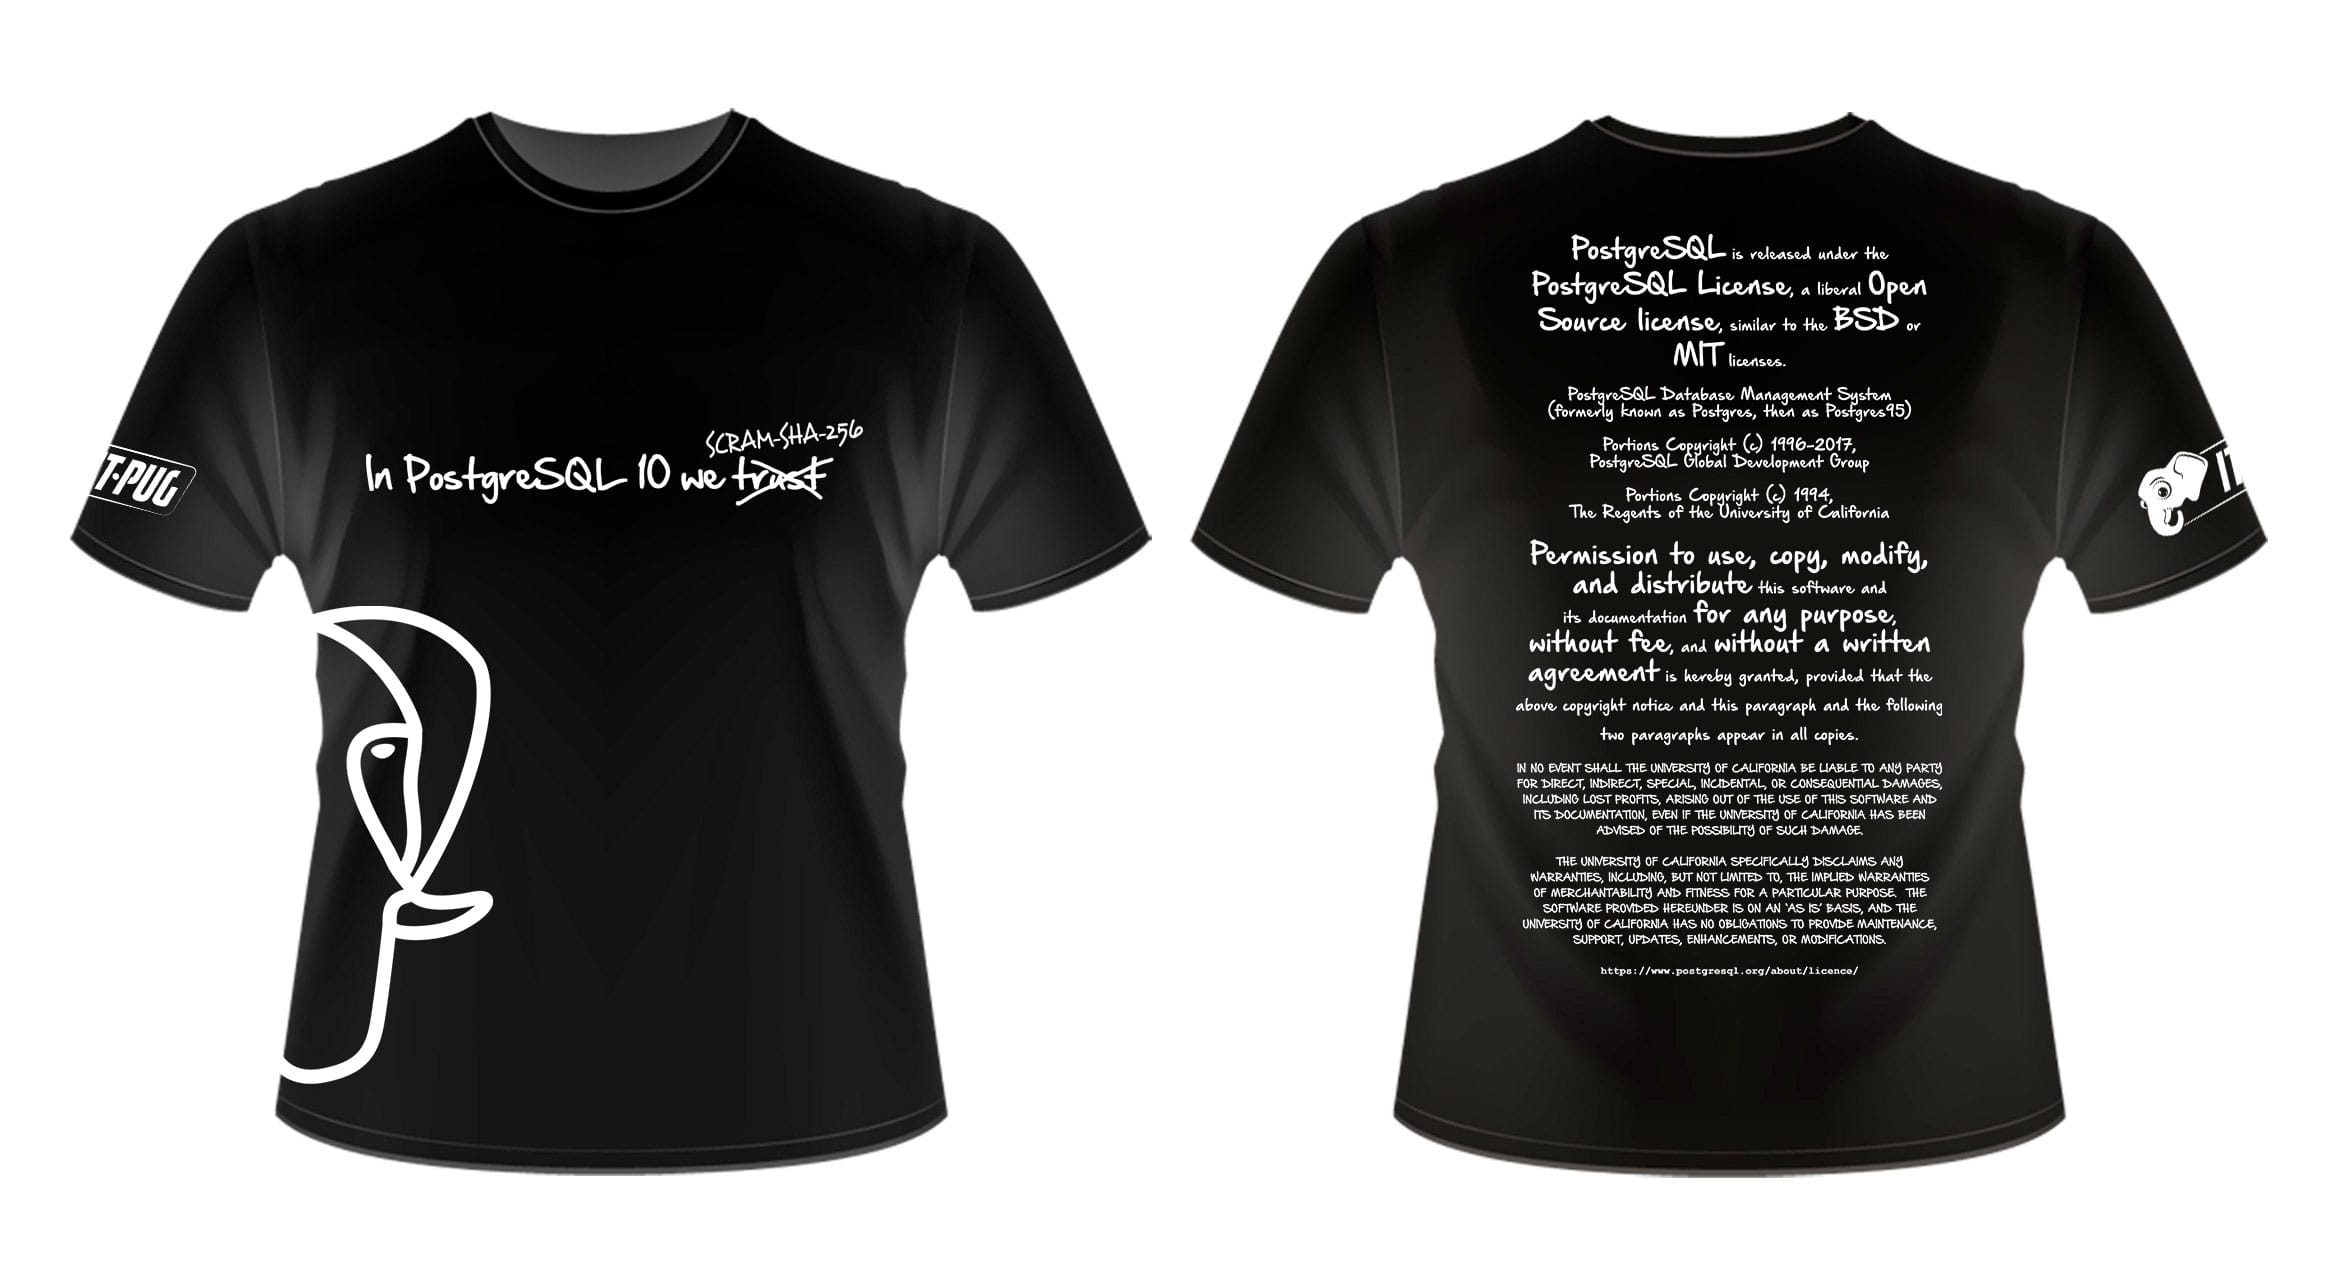 SCRAM-SHA-256
In PostgreSQL 10 we trust
T·PUG
PostgreSQL is released under the
PostgreSQL License, a liberal Open
Source license, similar to the BSD or
MIT licenses.
PostgreSQL Database Management System
(formerly known as Postgres, then as Postgres95)
Portions Copyright (c) 1996-2017,
PostgreSQL Global Development Group
Portions Copyright (c) 1994,
The Regents of the University of California
Permission to use, copy, modify,
and distribute this software and
its documentation for any purpose,
without fee, and without a written
agreement is hereby granted, provided that the
above copyright notice and this paragraph and the following
two paragraphs appear in all copies.
IN NO EVENT SHALL THE UNIVERSITY OF CALIFORNIA BE LIABLE TO ANY PARTY
FOR DIRECT, INDIRECT, SPECIAL, INCIDENTAL, OR CONSEQUENTIAL DAMAGES,
INCLUDING LOST PROFITS, ARISING OUT OF THE USE OF THIS SOFTWARE AND
ITS DOCUMENTATION, EVEN IF THE UNIVERSITY OF CALIFORNIA HAS BEEN
ADVISED OF THE POSSIBILITY OF SUCH DAMAGE.
THE UNIVERSITY OF CALIFORNIA SPECIFICALLY DISCLAIMS ANY
WARRANTIES, INCLUDING, BUT NOT LIMITED TO, THE IMPLIED WARRANTIES
OF MERCHANTABILITY AND FITNESS FOR A PARTICULAR PURPOSE. THE
SOFTWARE PROVIDED HEREUNDER IS ON AN 'AS IS' BASIS, AND THE
UNIVERSITY OF CALIFORNIA HAS NO OBLIGATIONS TO PROVIDE MAINTENANCE,
SUPPORT, UPDATES, ENHANCEMENTS, OR MODIFICATIONS.
https://www.postgresql.org/about/licence/